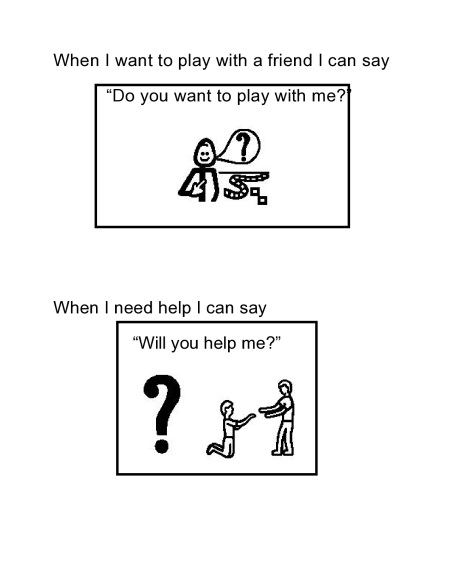 When I want to play with a friend I can say
“Do you want to play with me?”
?
When I need help I can say
“Will you help me?”
?